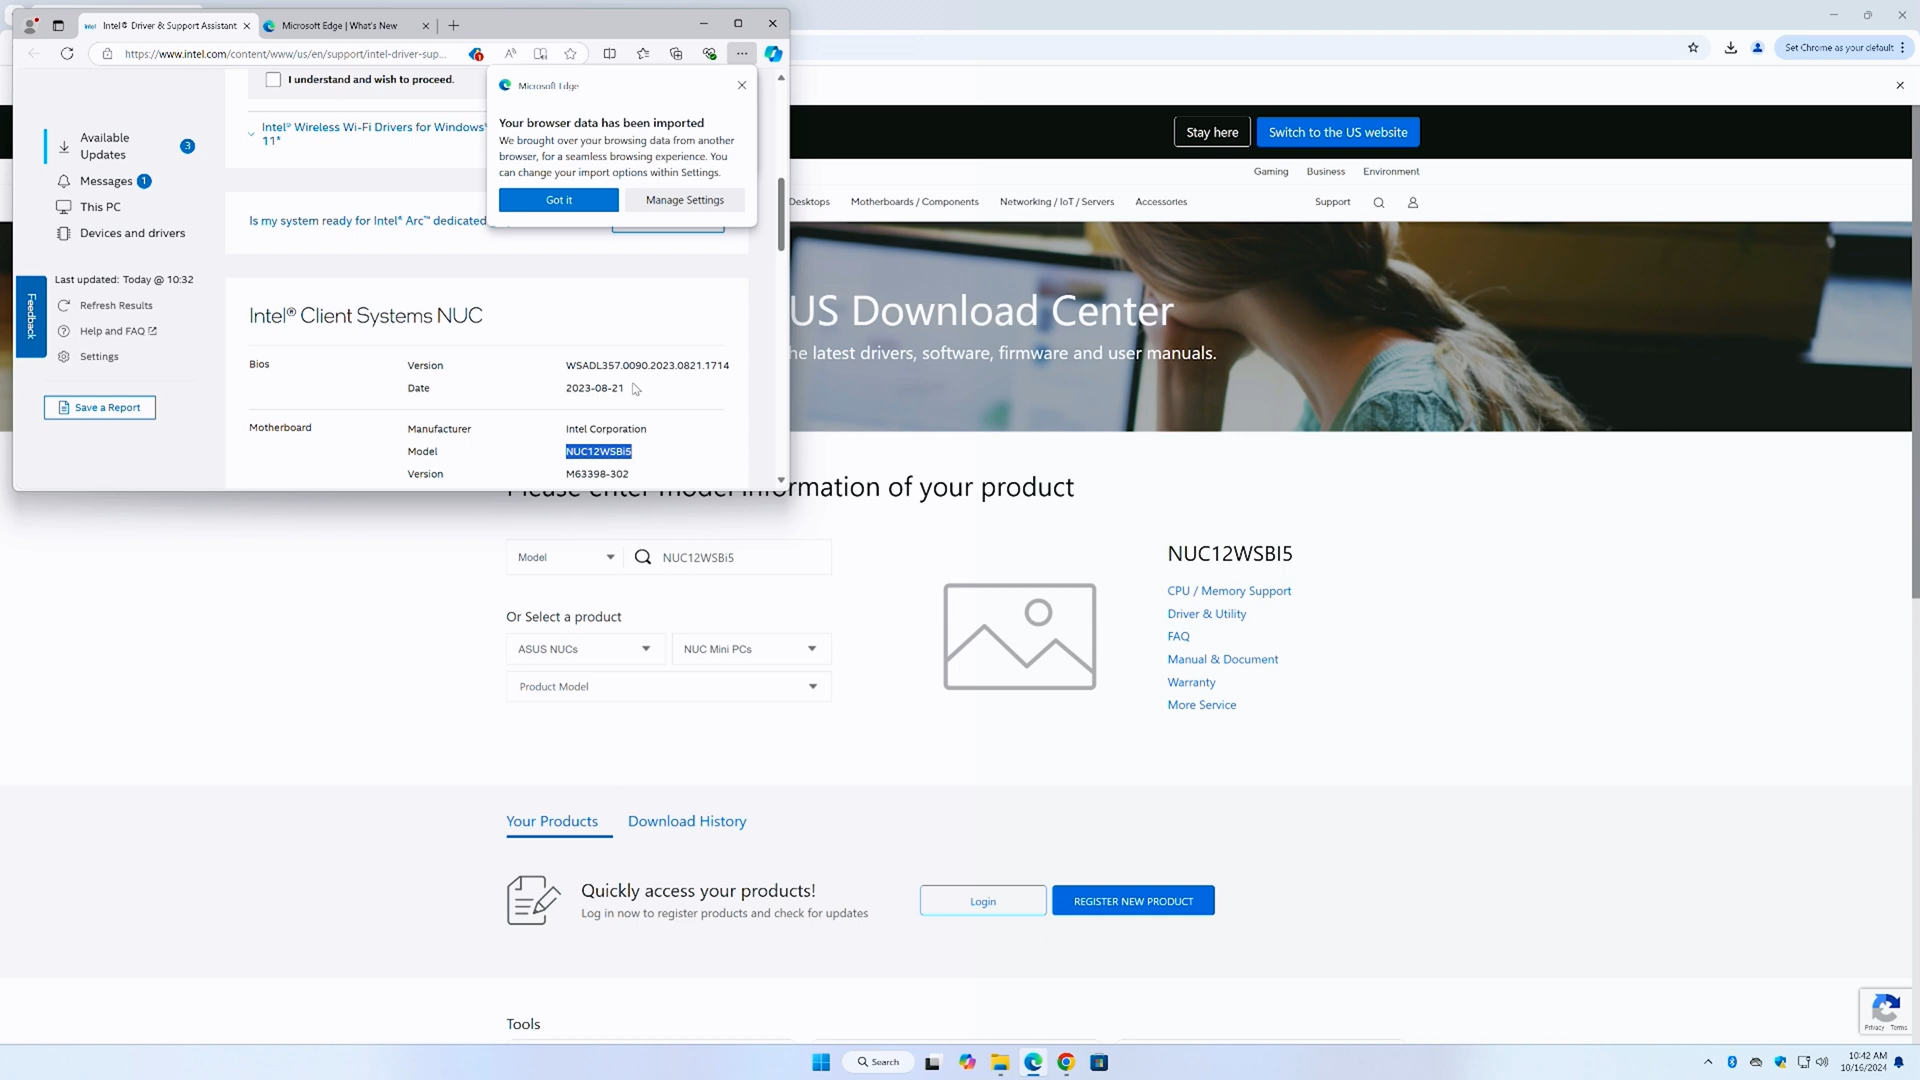 Intel® Driver & Support Assistant
Microsoft Edge | What's New
https://www.intel.com/content/www/us/en/support/intel-driver-sup...
1
Set Chrome as your default
I understand and wish to proceed.
Intel® Wireless Wi-Fi Drivers for Windows®
11*
Is my system ready for Intel® Arc™ dedicated
Available
Updates
3
Messages
1
This PC
Devices and drivers
Last updated: Today @ 10:32
Refresh Results
Help and FAQ
Settings
Save a Report
Feedback
Microsoft Edge
Your browser data has been imported
We brought over your browsing data from another
browser, for a seamless browsing experience. You
can change your import options within Settings.
Got it
Manage Settings
Intel® Client Systems NUC
Bios
Version
WSADL357.0090.2023.0821.1714
Date
2023-08-21
Motherboard
Manufacturer
Intel Corporation
Model
NUC12WSBi5
Version
M63398-302
Stay here
Switch to the US website
Gaming
Business
Environment
Desktops
Motherboards / Components
Networking / IoT / Servers
Accessories
Support
US Download Center
he latest drivers, software, firmware and user manuals.
Please enter model information of your product
Model
NUC12WSBi5
Or Select a product
ASUS NUCs
NUC Mini PCs
Product Model
NUC12WSBI5
CPU / Memory Support
Driver & Utility
FAQ
Manual & Document
Warranty
More Service
Your Products
Download History
Quickly access your products!
Log in now to register products and check for updates
Login
REGISTER NEW PRODUCT
Tools
Privacy - Terms
Search
10:42 AM
10/16/2024